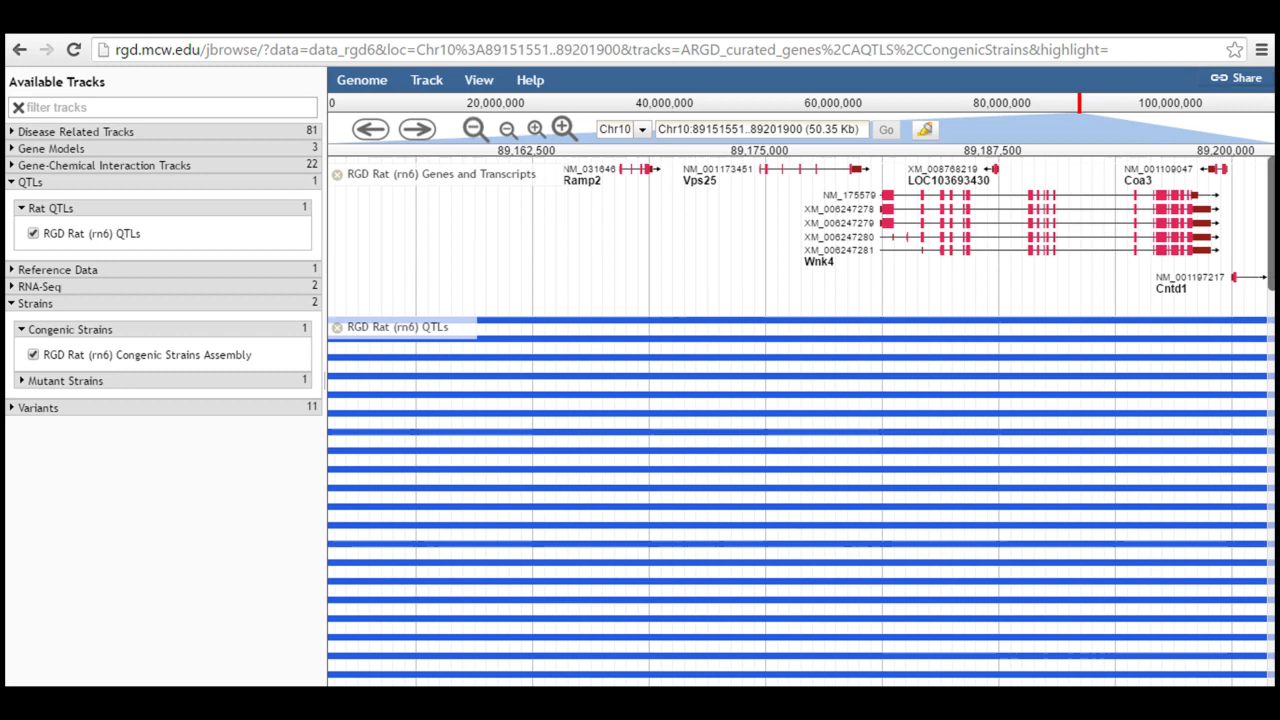 rgd.mcw.edu/jbrowse/?data=data_rgd6&loc=Chr10%3A89151551..89201900&tracks=ARGD_curated_genes%2CAQTLS%2CCongenicStrains&highlight=
Available Tracks
filter tracks
Disease Related Tracks 81
Gene Models 3
Gene-Chemical Interaction Tracks 22
QTLs 1
Rat QTLs 1
RGD Rat (rn6) QTLs
Reference Data 1
RNA-Seq 2
Strains 2
Congenic Strains 1
RGD Rat (rn6) Congenic Strains Assembly
Mutant Strains 1
Variants 11
Genome Track View Help Share
0 20,000,000 40,000,000 60,000,000 80,000,000 100,000,000
Chr10 Chr10:89151551..89201900 (50.35 Kb) Go
89,162,500 89,175,000 89,187,500 89,200,000
RGD Rat (rn6) Genes and Transcripts
NM_031646 NM_001173451 XM_008768219 NM_001109047
Ramp2 Vps25 LOC103693430 Coa3
NM_175579
XM_006247278
XM_006247279
XM_006247280
XM_006247281
Wnk4
NM_001197217
Cntd1
RGD Rat (rn6) QTLs